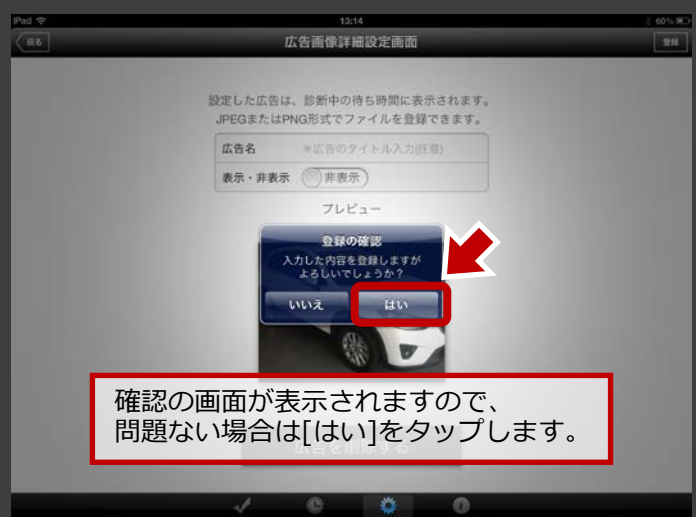 iPad
13:14
60%
戻る
広告画像詳細設定画面
登録
設定した広告は、診断中の待ち時間に表示されます。
JPEGまたはPNG形式でファイルを登録できます。
広告名 *広告のタイトル入力(任意)
表示・非表示 非表示
プレビュー
登録の確認
入力した内容を登録しますが
よろしいでしょうか？
いいえ はい
確認の画面が表示されますので、
問題ない場合は[はい]をタップします。
広告を削除する